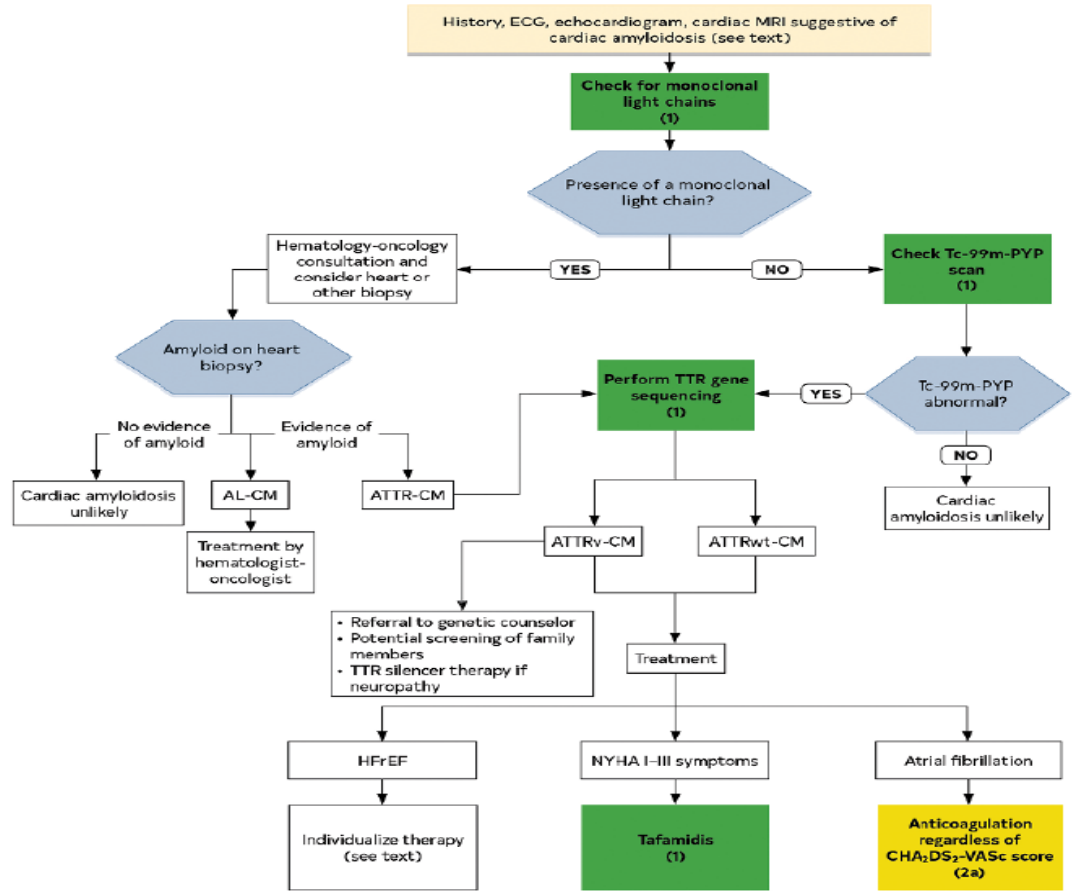 History, ECG, echocardiogram, cardiac MRI suggestive of
cardiac amyloidosis (see text)
Check for monoclonal
light chains
(1)
Presence of a monoclonal
light chain?
Hematology-oncology
consultation and
consider heart or
other biopsy
YES
NO
Check Tc-99m-PYP
scan
(1)
Amyloid on heart
biopsy?
Perform TTR gene
sequencing
(1)
YES
Tc-99m-PYP
abnormal?
No evidence
of amyloid
Evidence of
amyloid
NO
Cardiac amyloidosis
unlikely
AL-CM
ATTR-CM
Cardiac
amyloidosis unlikely
Treatment by
hematologist-
oncologist
ATTRv-CM
ATTRwt-CM
• Referral to genetic counselor
• Potential screening of family
members
• TTR silencer therapy if
neuropathy
Treatment
HFrEF
NYHA I–III symptoms
Atrial fibrillation
Individualize therapy
(see text)
Tafamidis
(1)
Anticoagulation
regardless of
CHA₂DS₂-VASc score
(2a)